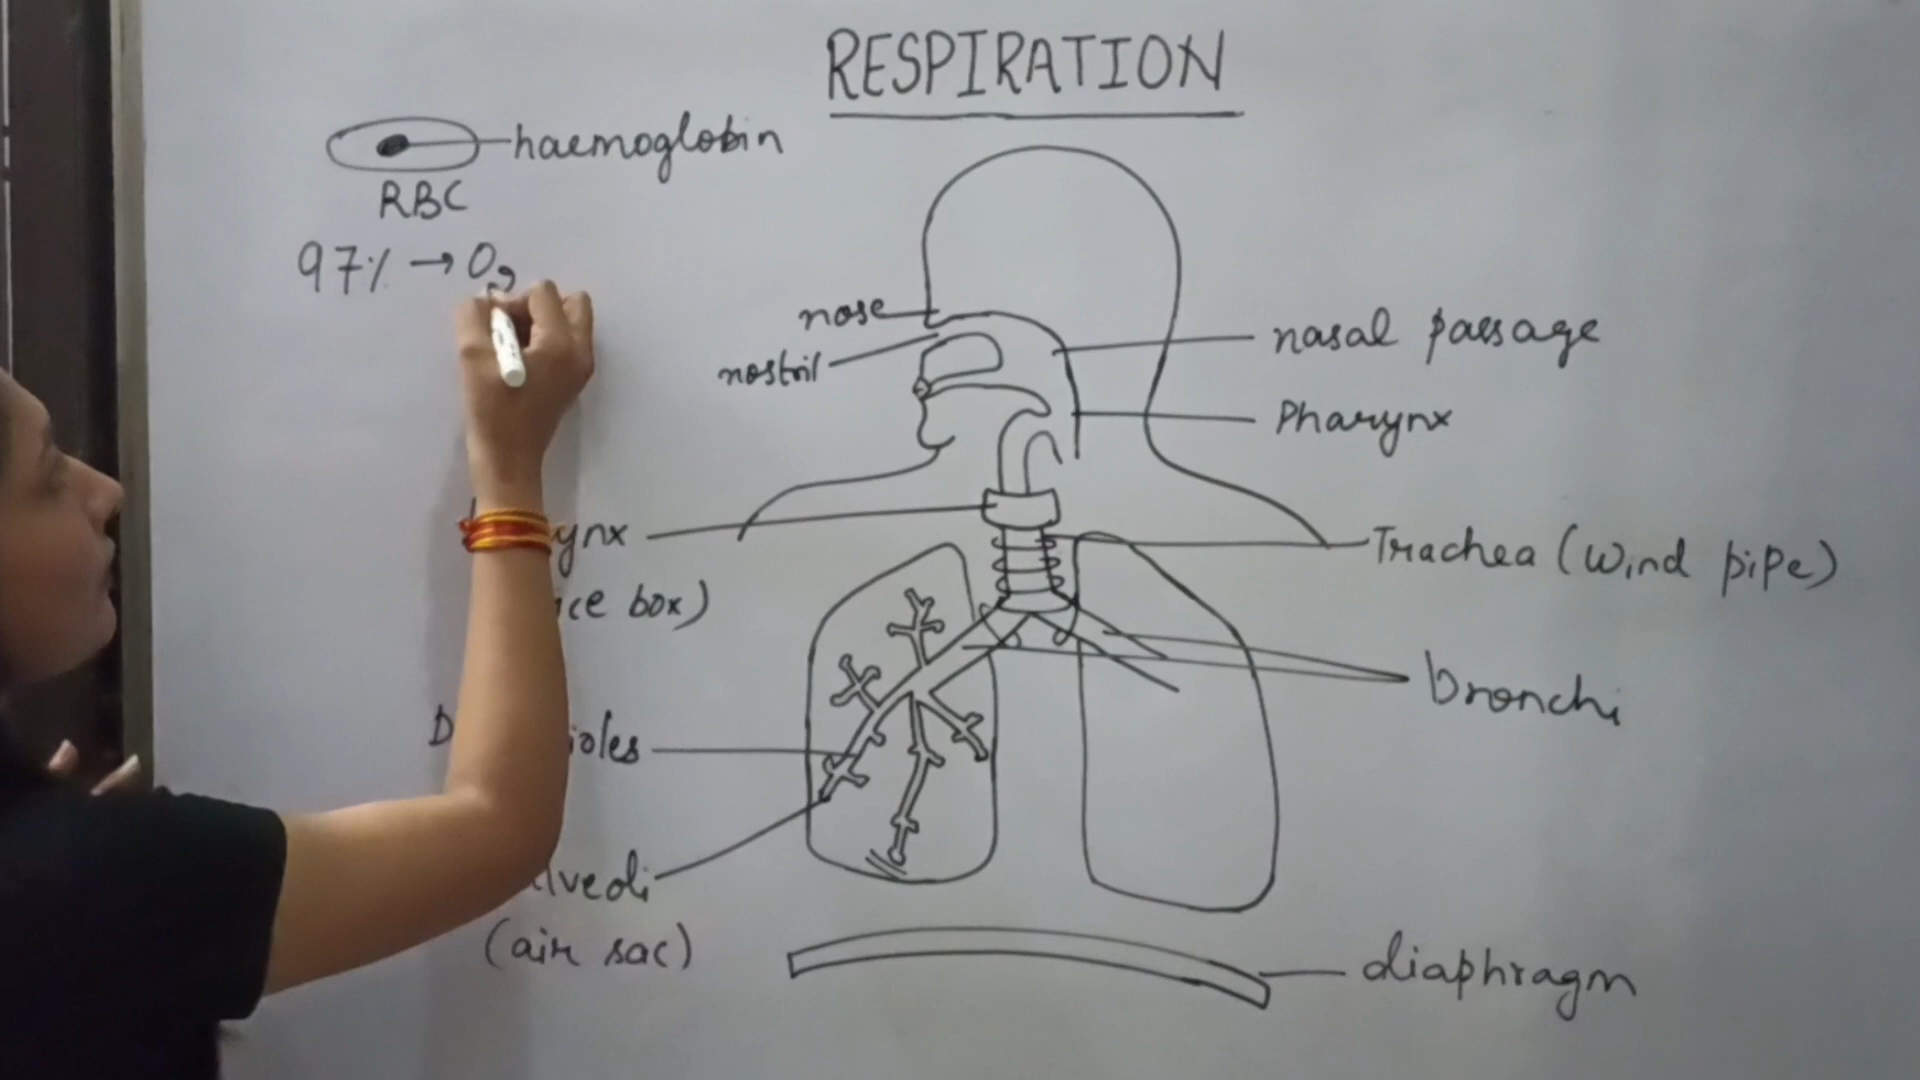 RESPIRATION
haemoglobin
RBC
97% → O2
nose
nostril
nasal passage
Pharynx
ynx
ce box)
Trachea (wind pipe)
bronchi
ioles
lveoli
(air sac)
diaphragm